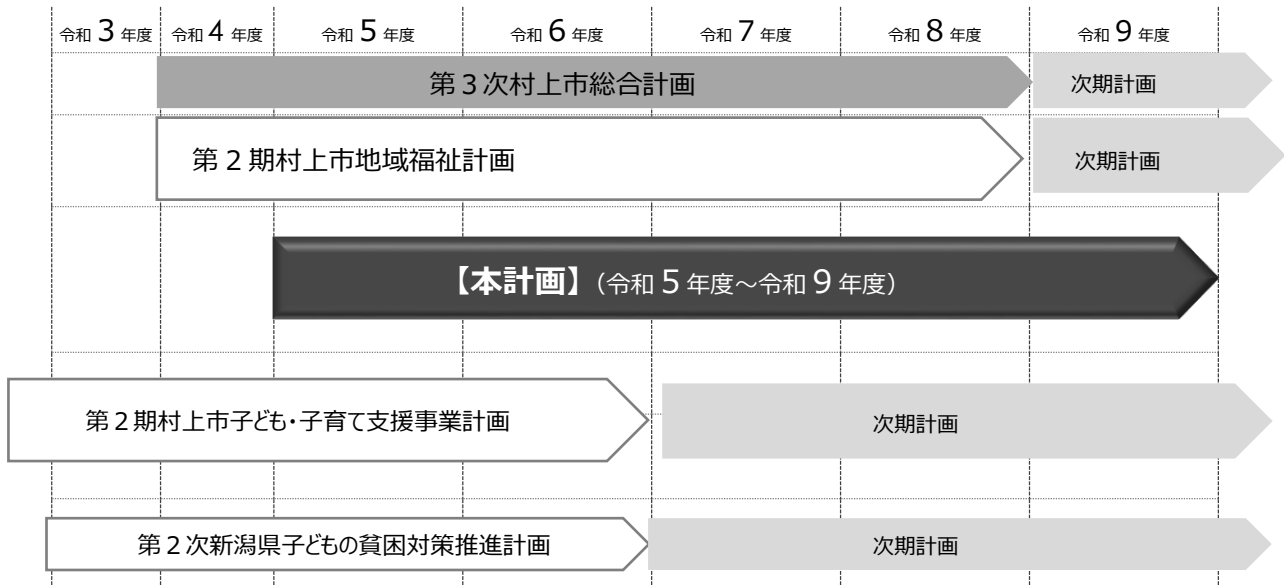 令和 3 年度 令和 4 年度 令和 5 年度 令和 6 年度 令和 7 年度 令和 8 年度 令和 9 年度
第３次村上市総合計画 次期計画
第２期村上市地域福祉計画 次期計画
【本計画】（令和 5 年度～令和 9 年度）
第２期村上市子ども・子育て支援事業計画 次期計画
第２次新潟県子どもの貧困対策推進計画 次期計画